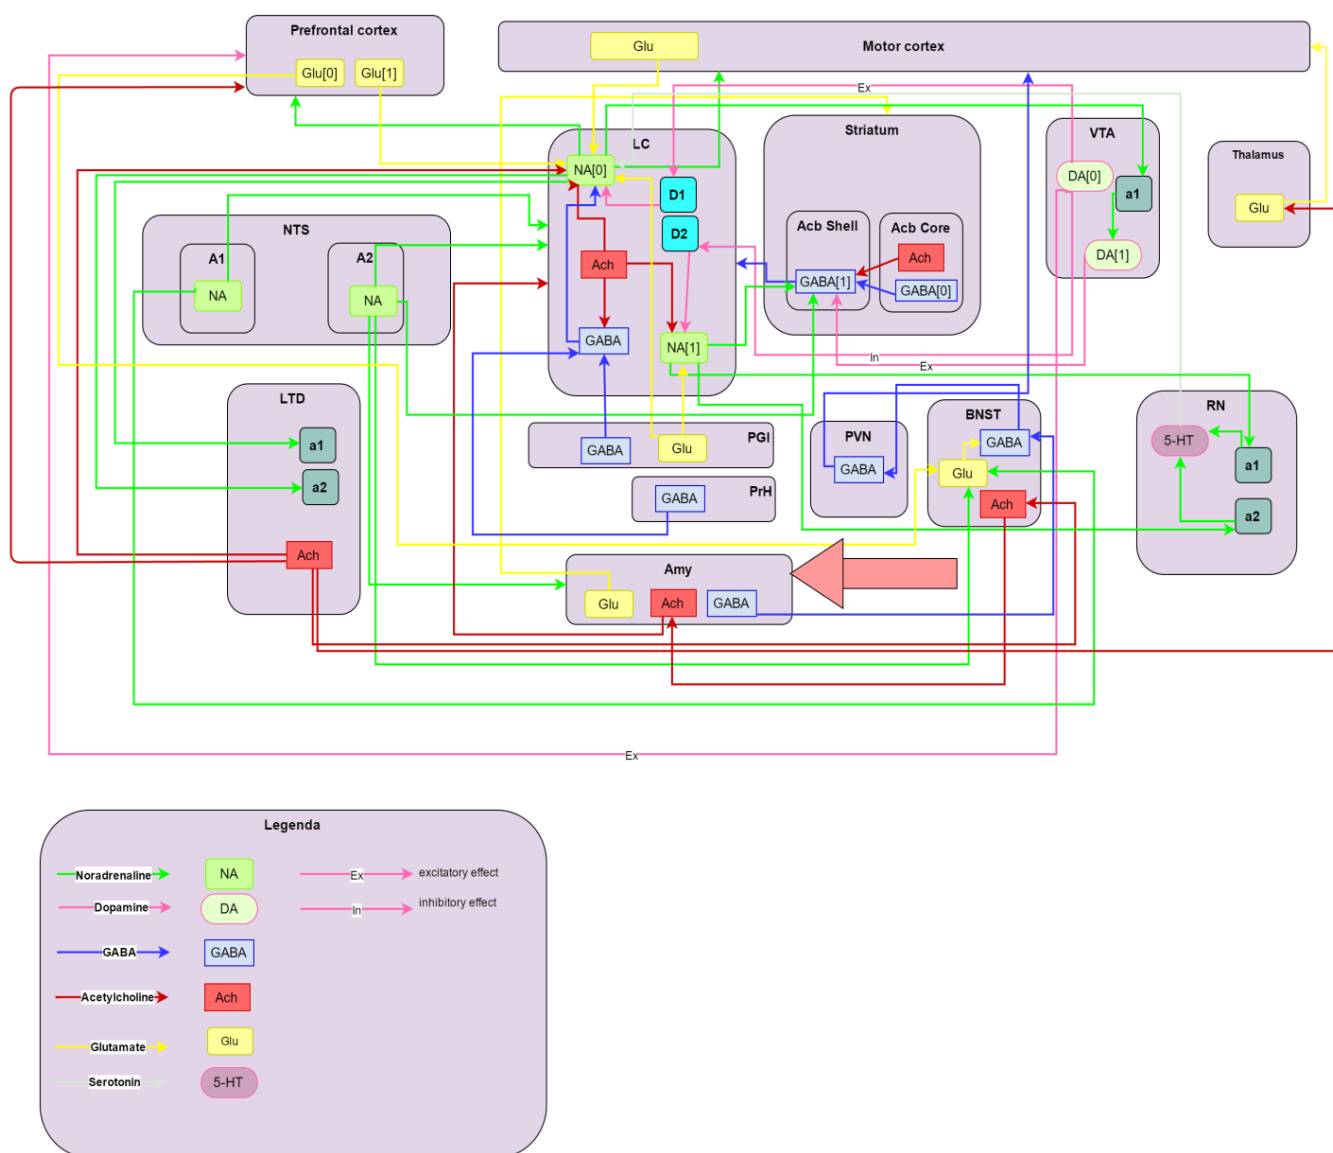 Prefrontal cortex
Glu[0]
Glu[1]
Glu
Motor cortex
Ex
LC
NA[0]
D1
D2
Ach
GABA
NA[1]
Striatum
Acb Shell
GABA[1]
Acb Core
Ach
GABA[0]
VTA
DA[0]
a1
DA[1]
Thalamus
Glu
NTS
A1
NA
A2
NA
In
Ex
LTD
a1
a2
Ach
PGI
GABA
Glu
PrH
GABA
PVN
GABA
BNST
GABA
Glu
Ach
RN
5-HT
a1
a2
Amy
Glu
Ach
GABA
Ex
Legenda
Noradrenaline
NA
Ex
excitatory effect
Dopamine
DA
In
inhibitory effect
GABA
GABA
Acetylcholine
Ach
Glutamate
Glu
Serotonin
5-HT